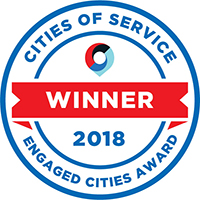 CITIES OF SERVICE
WINNER
2018
ENGAGED CITIES AWARD